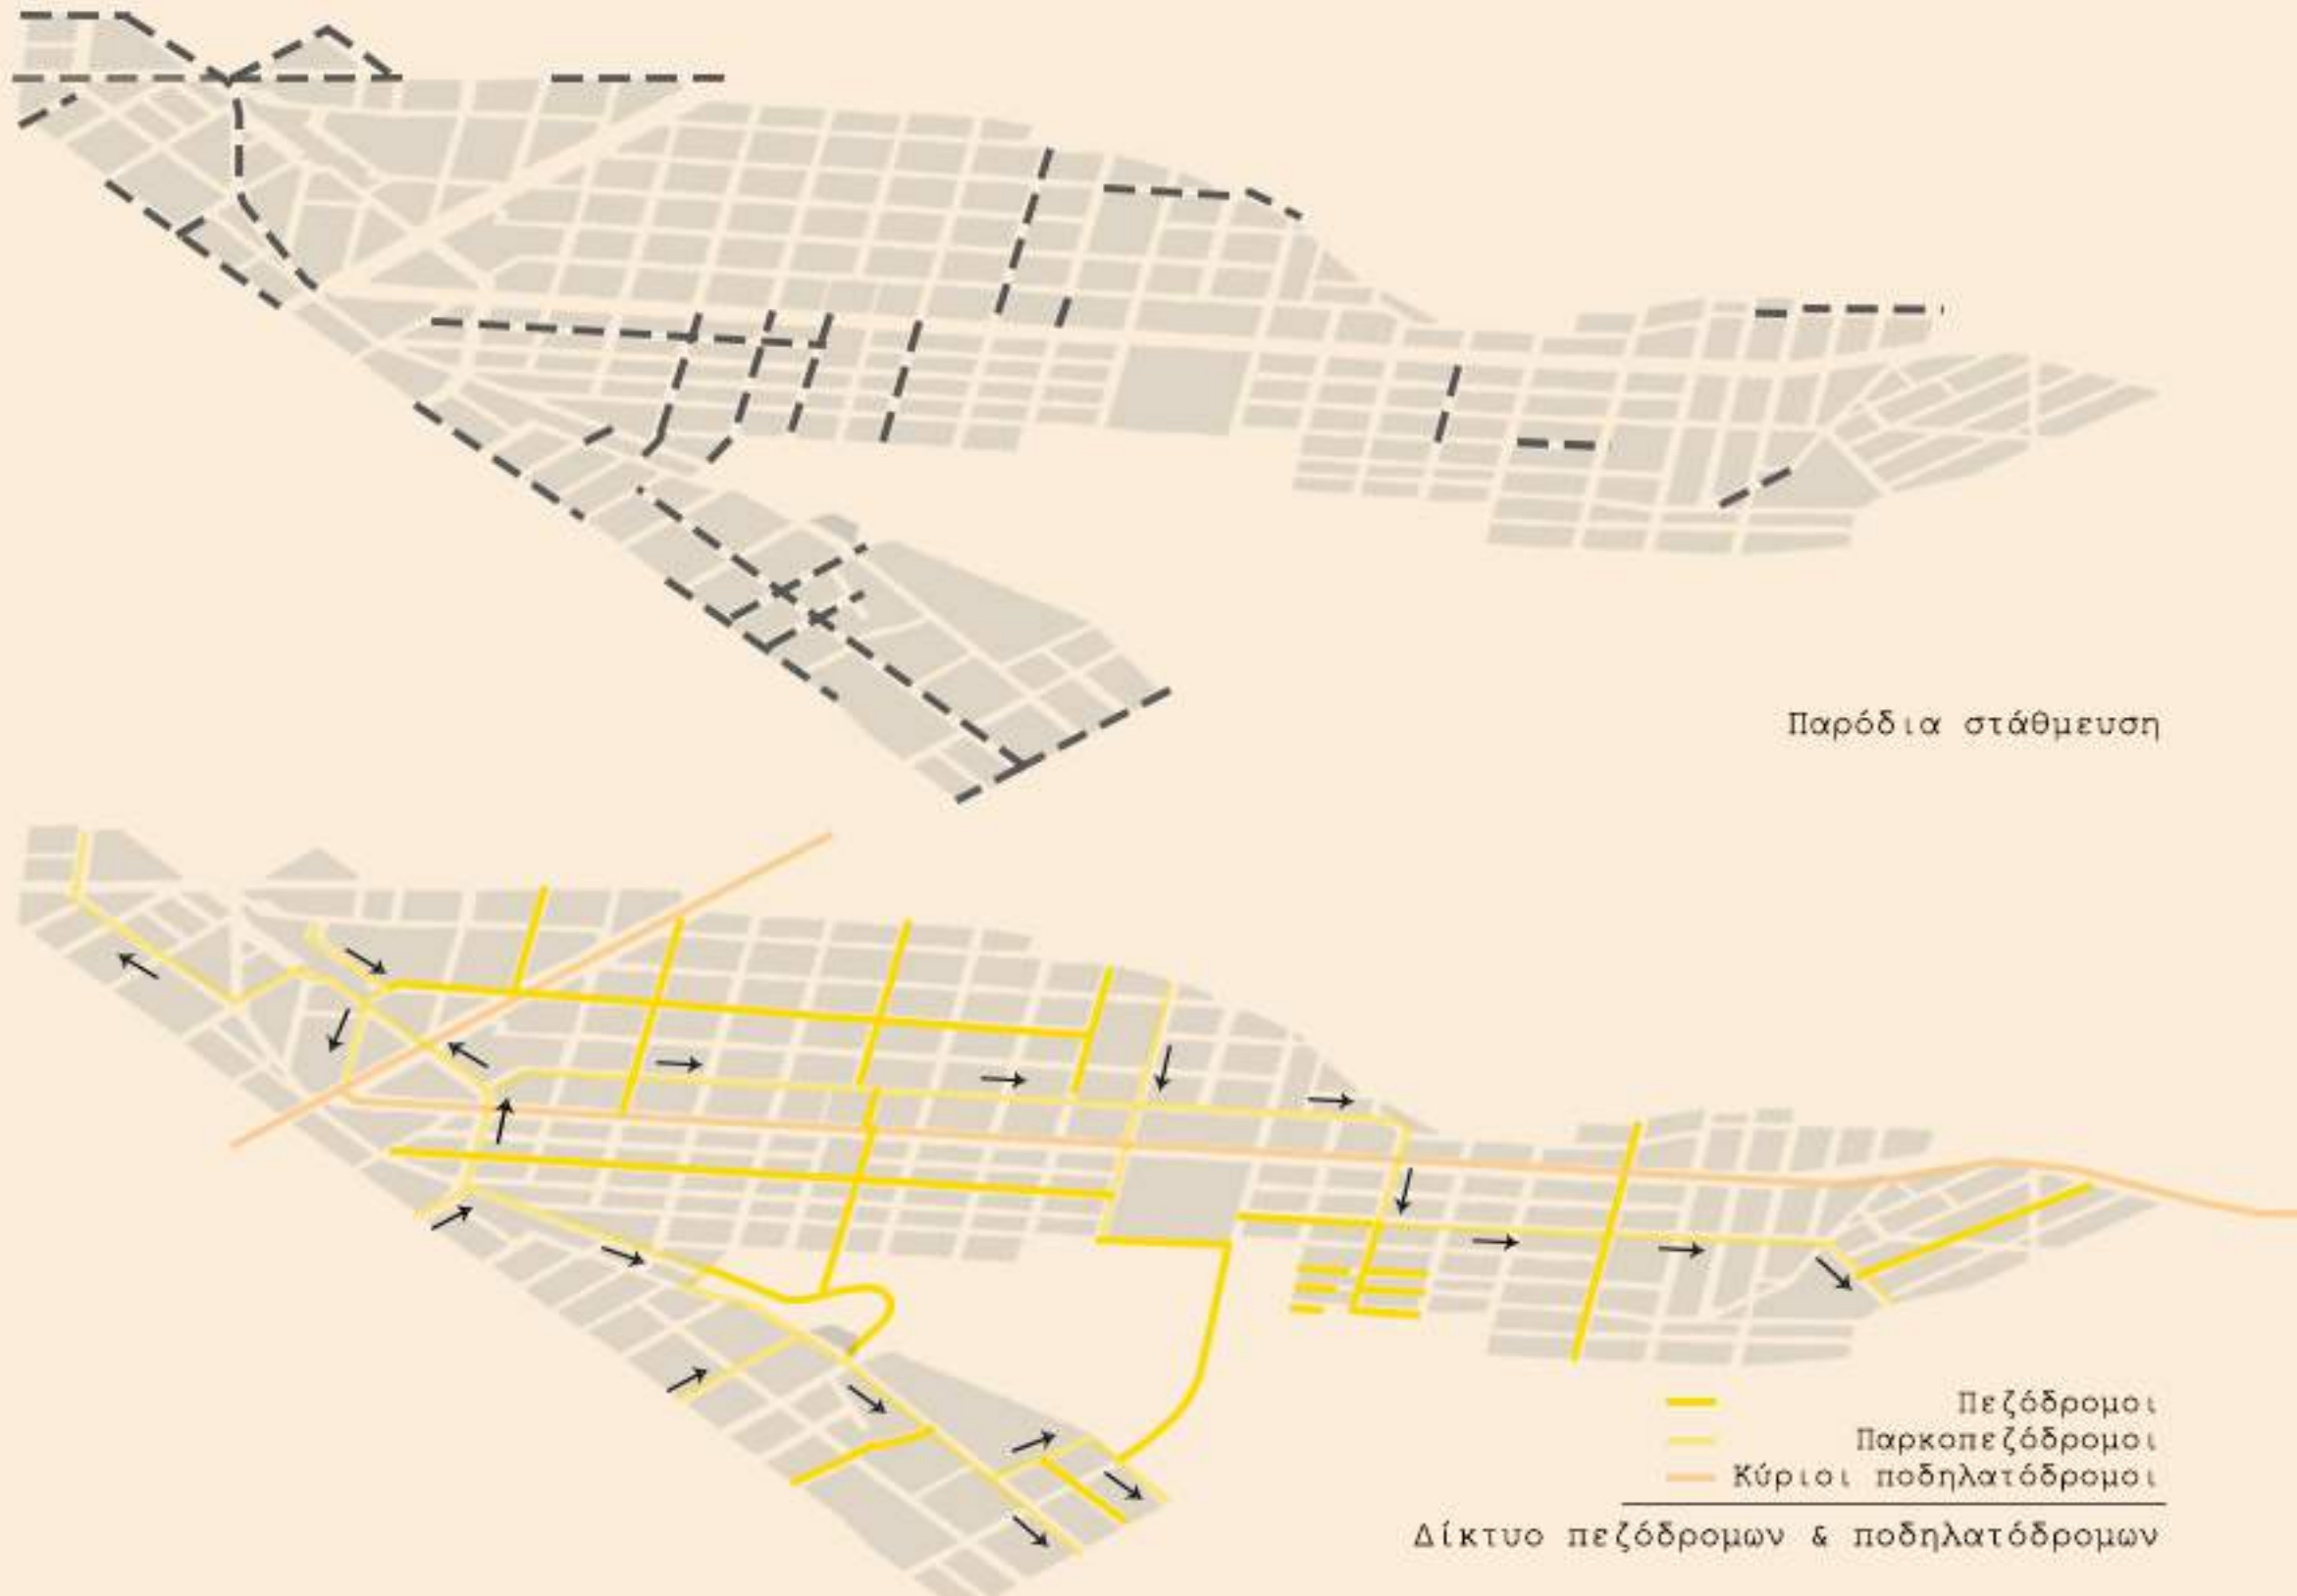 Παρόδια στάθμευση
Πεζόδρομοι
Παρκοπεζόδρομοι
Κύριοι ποδηλατόδρομοι
Δίκτυο πεζόδρομων & ποδηλατόδρομων